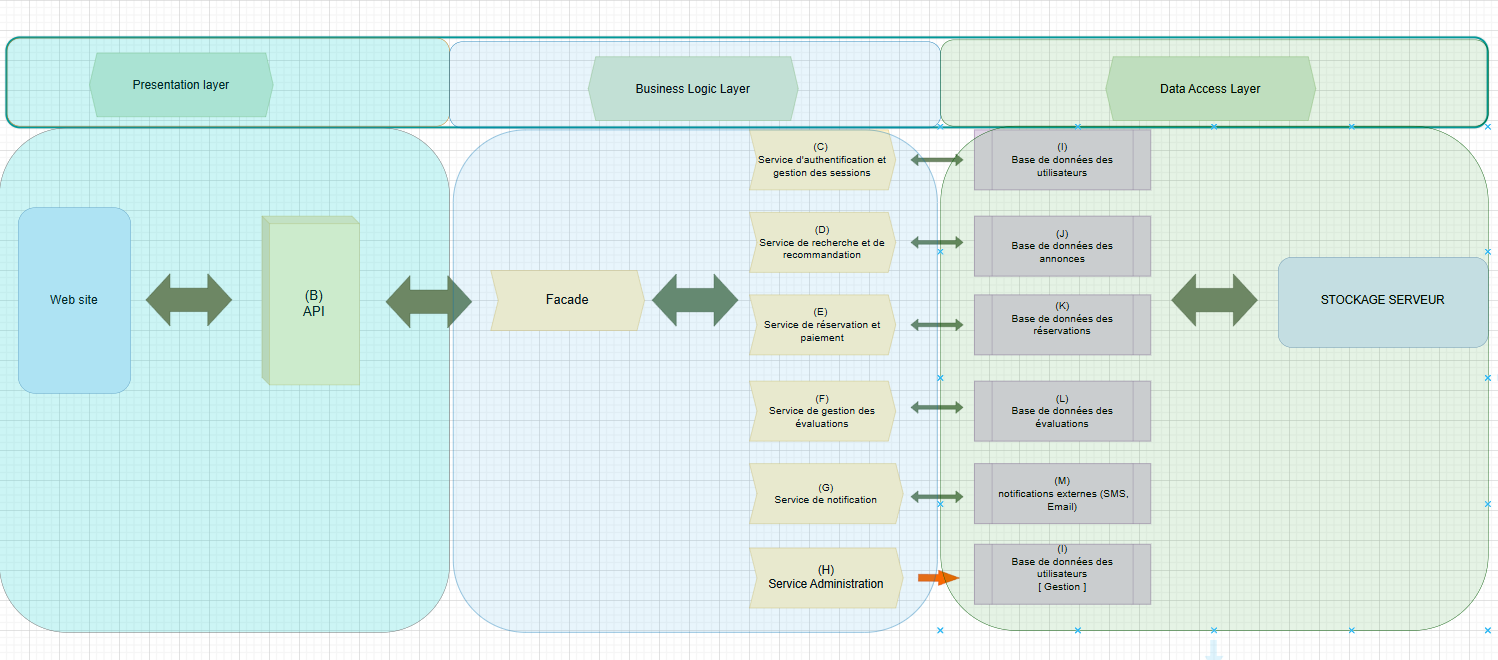 Presentation layer
Business Logic Layer
Data Access Layer
Web site
(B)
API
Facade
(C)
Service d'authentification et
gestion des sessions
(D)
Service de recherche et de
recommandation
(E)
Service de réservation et
paiement
(F)
Service de gestion des
évaluations
(G)
Service de notification
(H)
Service Administration
(I)
Base de données des
utilisateurs
(J)
Base de données des
annonces
(K)
Base de données des
réservations
(L)
Base de données des
évaluations
(M)
notifications externes (SMS,
Email)
(I)
Base de données des
utilisateurs
[ Gestion ]
STOCKAGE SERVEUR